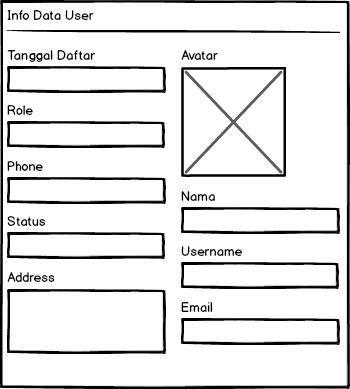 Info Data User
Tanggal Daftar
Role
Phone
Status
Address
Avatar
Nama
Username
Email